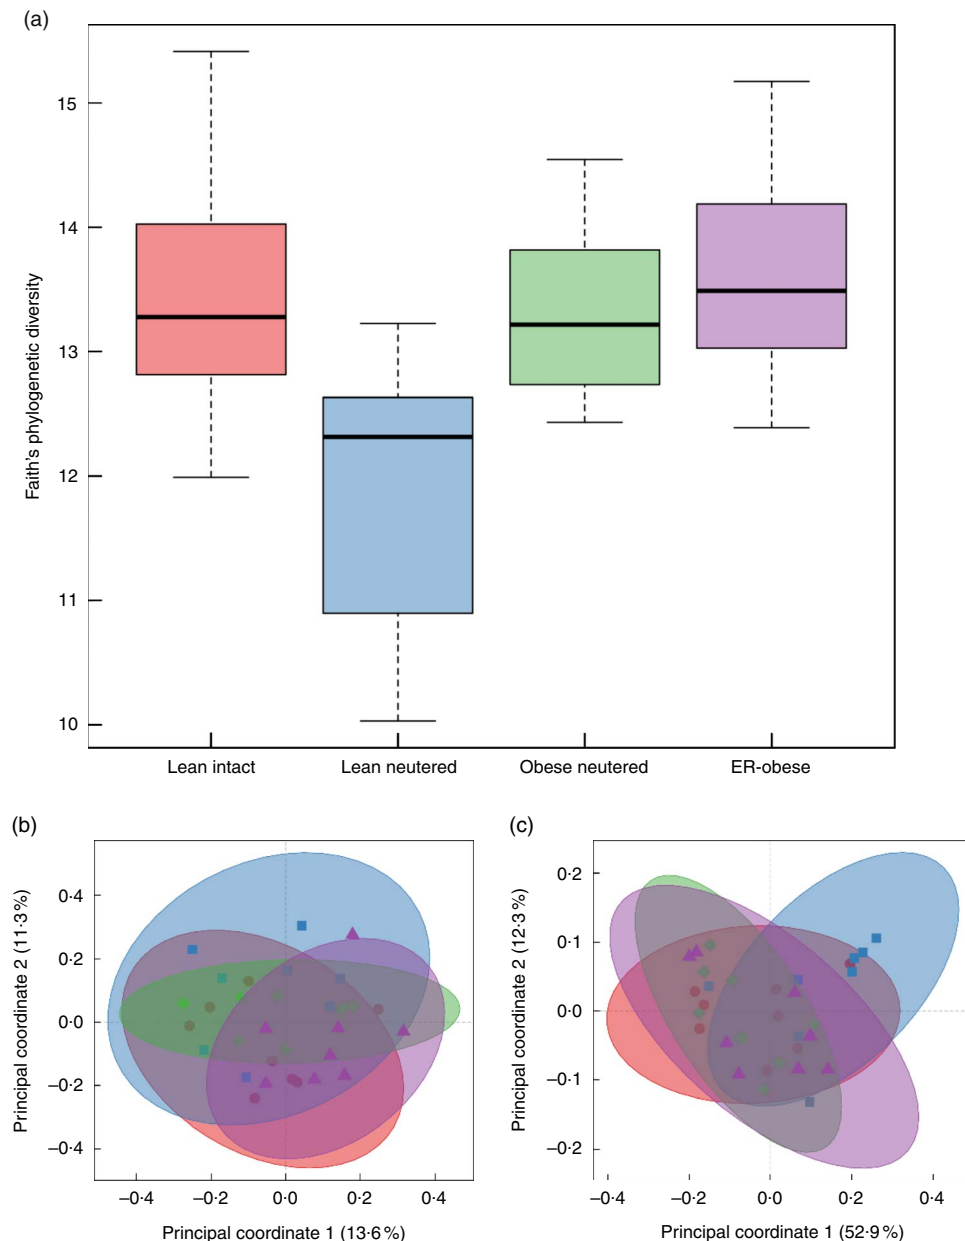 (a)
Faith's phylogenetic diversity
15
14
13
12
11
10
Lean intact
Lean neutered
Obese neutered
ER-obese
(b)
Principal coordinate 2 (11·3 %)
0·4
0·2
0·0
–0·2
–0·4
–0·4
–0·2
0·0
0·2
0·4
Principal coordinate 1 (13·6 %)
(c)
Principal coordinate 2 (12·3 %)
0·2
0·1
0·0
–0·1
–0·2
–0·4
–0·2
0·0
0·2
0·4
Principal coordinate 1 (52·9 %)